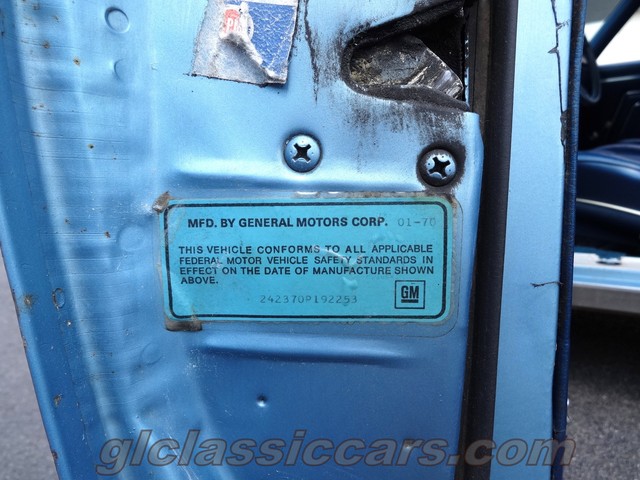 MFD. BY GENERAL MOTORS CORP. 01-70
THIS VEHICLE CONFORMS TO ALL APPLICABLE
FEDERAL MOTOR VEHICLE SAFETY STANDARDS IN
EFFECT ON THE DATE OF MANUFACTURE SHOWN
ABOVE.
GM
242370P192253
glclassiccars.com